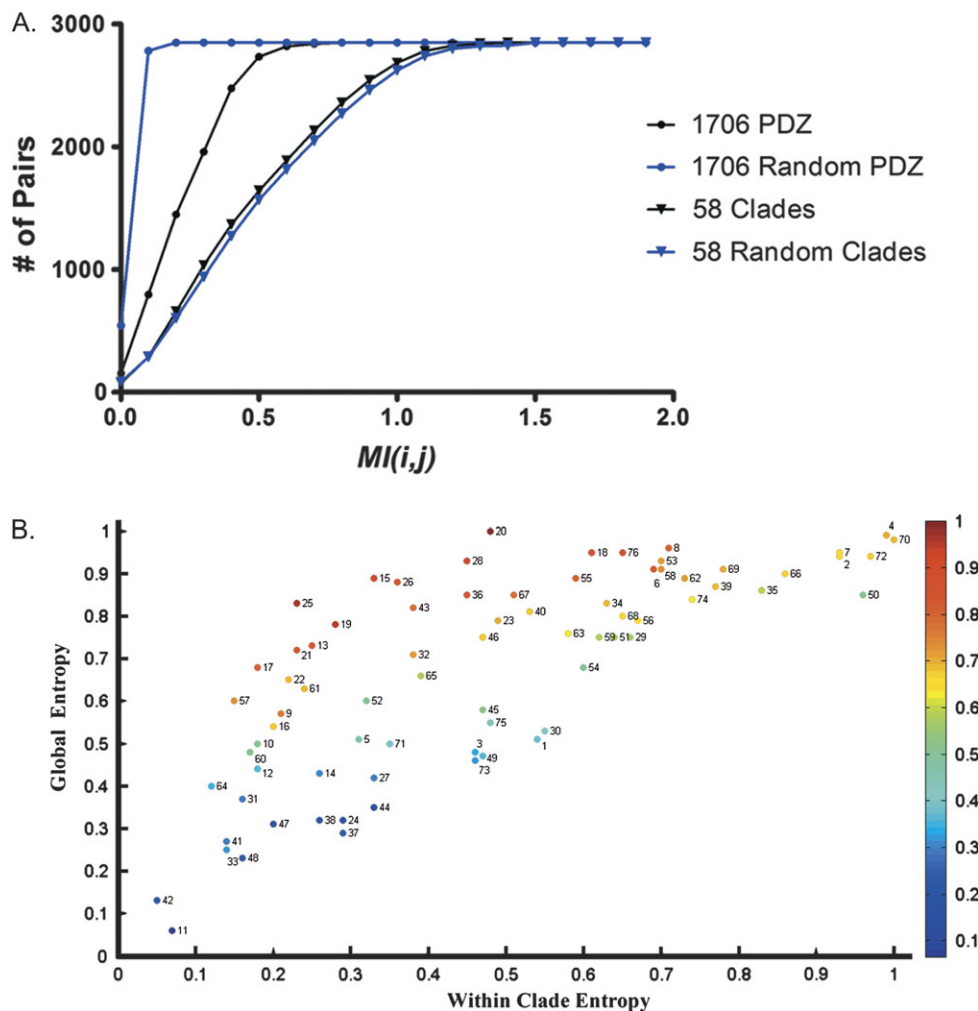 A.
3000
2000
1000
0
# of Pairs
0.0 0.5 1.0 1.5 2.0
MI(i,j)
1706 PDZ
1706 Random PDZ
58 Clades
58 Random Clades
B.
Global Entropy
1
0.9
0.8
0.7
0.6
0.5
0.4
0.3
0.2
0.1
0
20 4 70
28 18 76 8 53 7 2 72
15 26 55 6 58 62 69 39 66
25 43 36 67 40 34 74 35 50
19 23 68 56
21 13 32 46 63 59 51 29
17 22 61 65 54
57 9 16 52 45 75 30
10 60 5 71 3 49 1
12 14 27 73
64 31 44
47 38 24 37
41 33 48
42
11
0 0.1 0.2 0.3 0.4 0.5 0.6 0.7 0.8 0.9 1
Within Clade Entropy
1
0.9
0.8
0.7
0.6
0.5
0.4
0.3
0.2
0.1